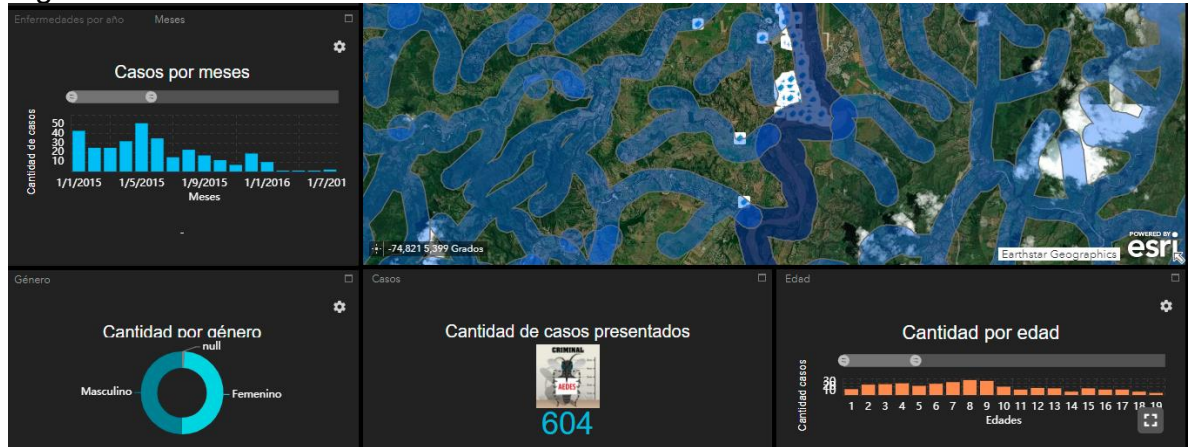 Enfermedades por año Meses
Casos por meses
Cantidad de casos
50
40
30
20
10
1/1/2015 1/5/2015 1/9/2015 1/1/2016 1/7/201
Meses
-
-74,821 5,399 Grados
Earthstar Geographics
POWERED BY
esri
Género
Cantidad por género
null
Masculino
Femenino
Casos
Cantidad de casos presentados
CRIMINAL
AEDES
604
Edad
Cantidad por edad
Cantidad casos
10
1 2 3 4 5 6 7 8 9 10 11 12 13 14 15 16 17 18 19
Edades